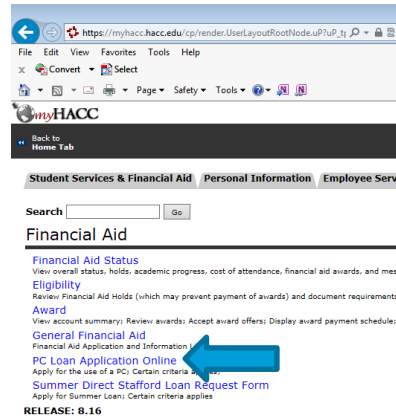 https://myhacc.hacc.edu/cp/render.UserLayoutRootNode.uP?uP_t
File Edit View Favorites Tools Help
x Convert Select
Page Safety Tools
myHACC
Back to
Home Tab
Student Services & Financial Aid Personal Information Employee Serv
Search Go
Financial Aid
Financial Aid Status
View overall status, holds, academic progress, cost of attendance, financial aid awards, and mes
Eligibility
Review Financial Aid Holds (which may prevent payment of awards) and document requirements
Award
View account summary; Review awards; Accept award offers; Display award payment schedule;
General Financial Aid
Financial Aid Application and Information L
PC Loan Application Online
Apply for the use of a PC; Certain criteria
Summer Direct Stafford Loan Request Form
Apply for Summer Loan; Certain criteria applies
RELEASE: 8.16